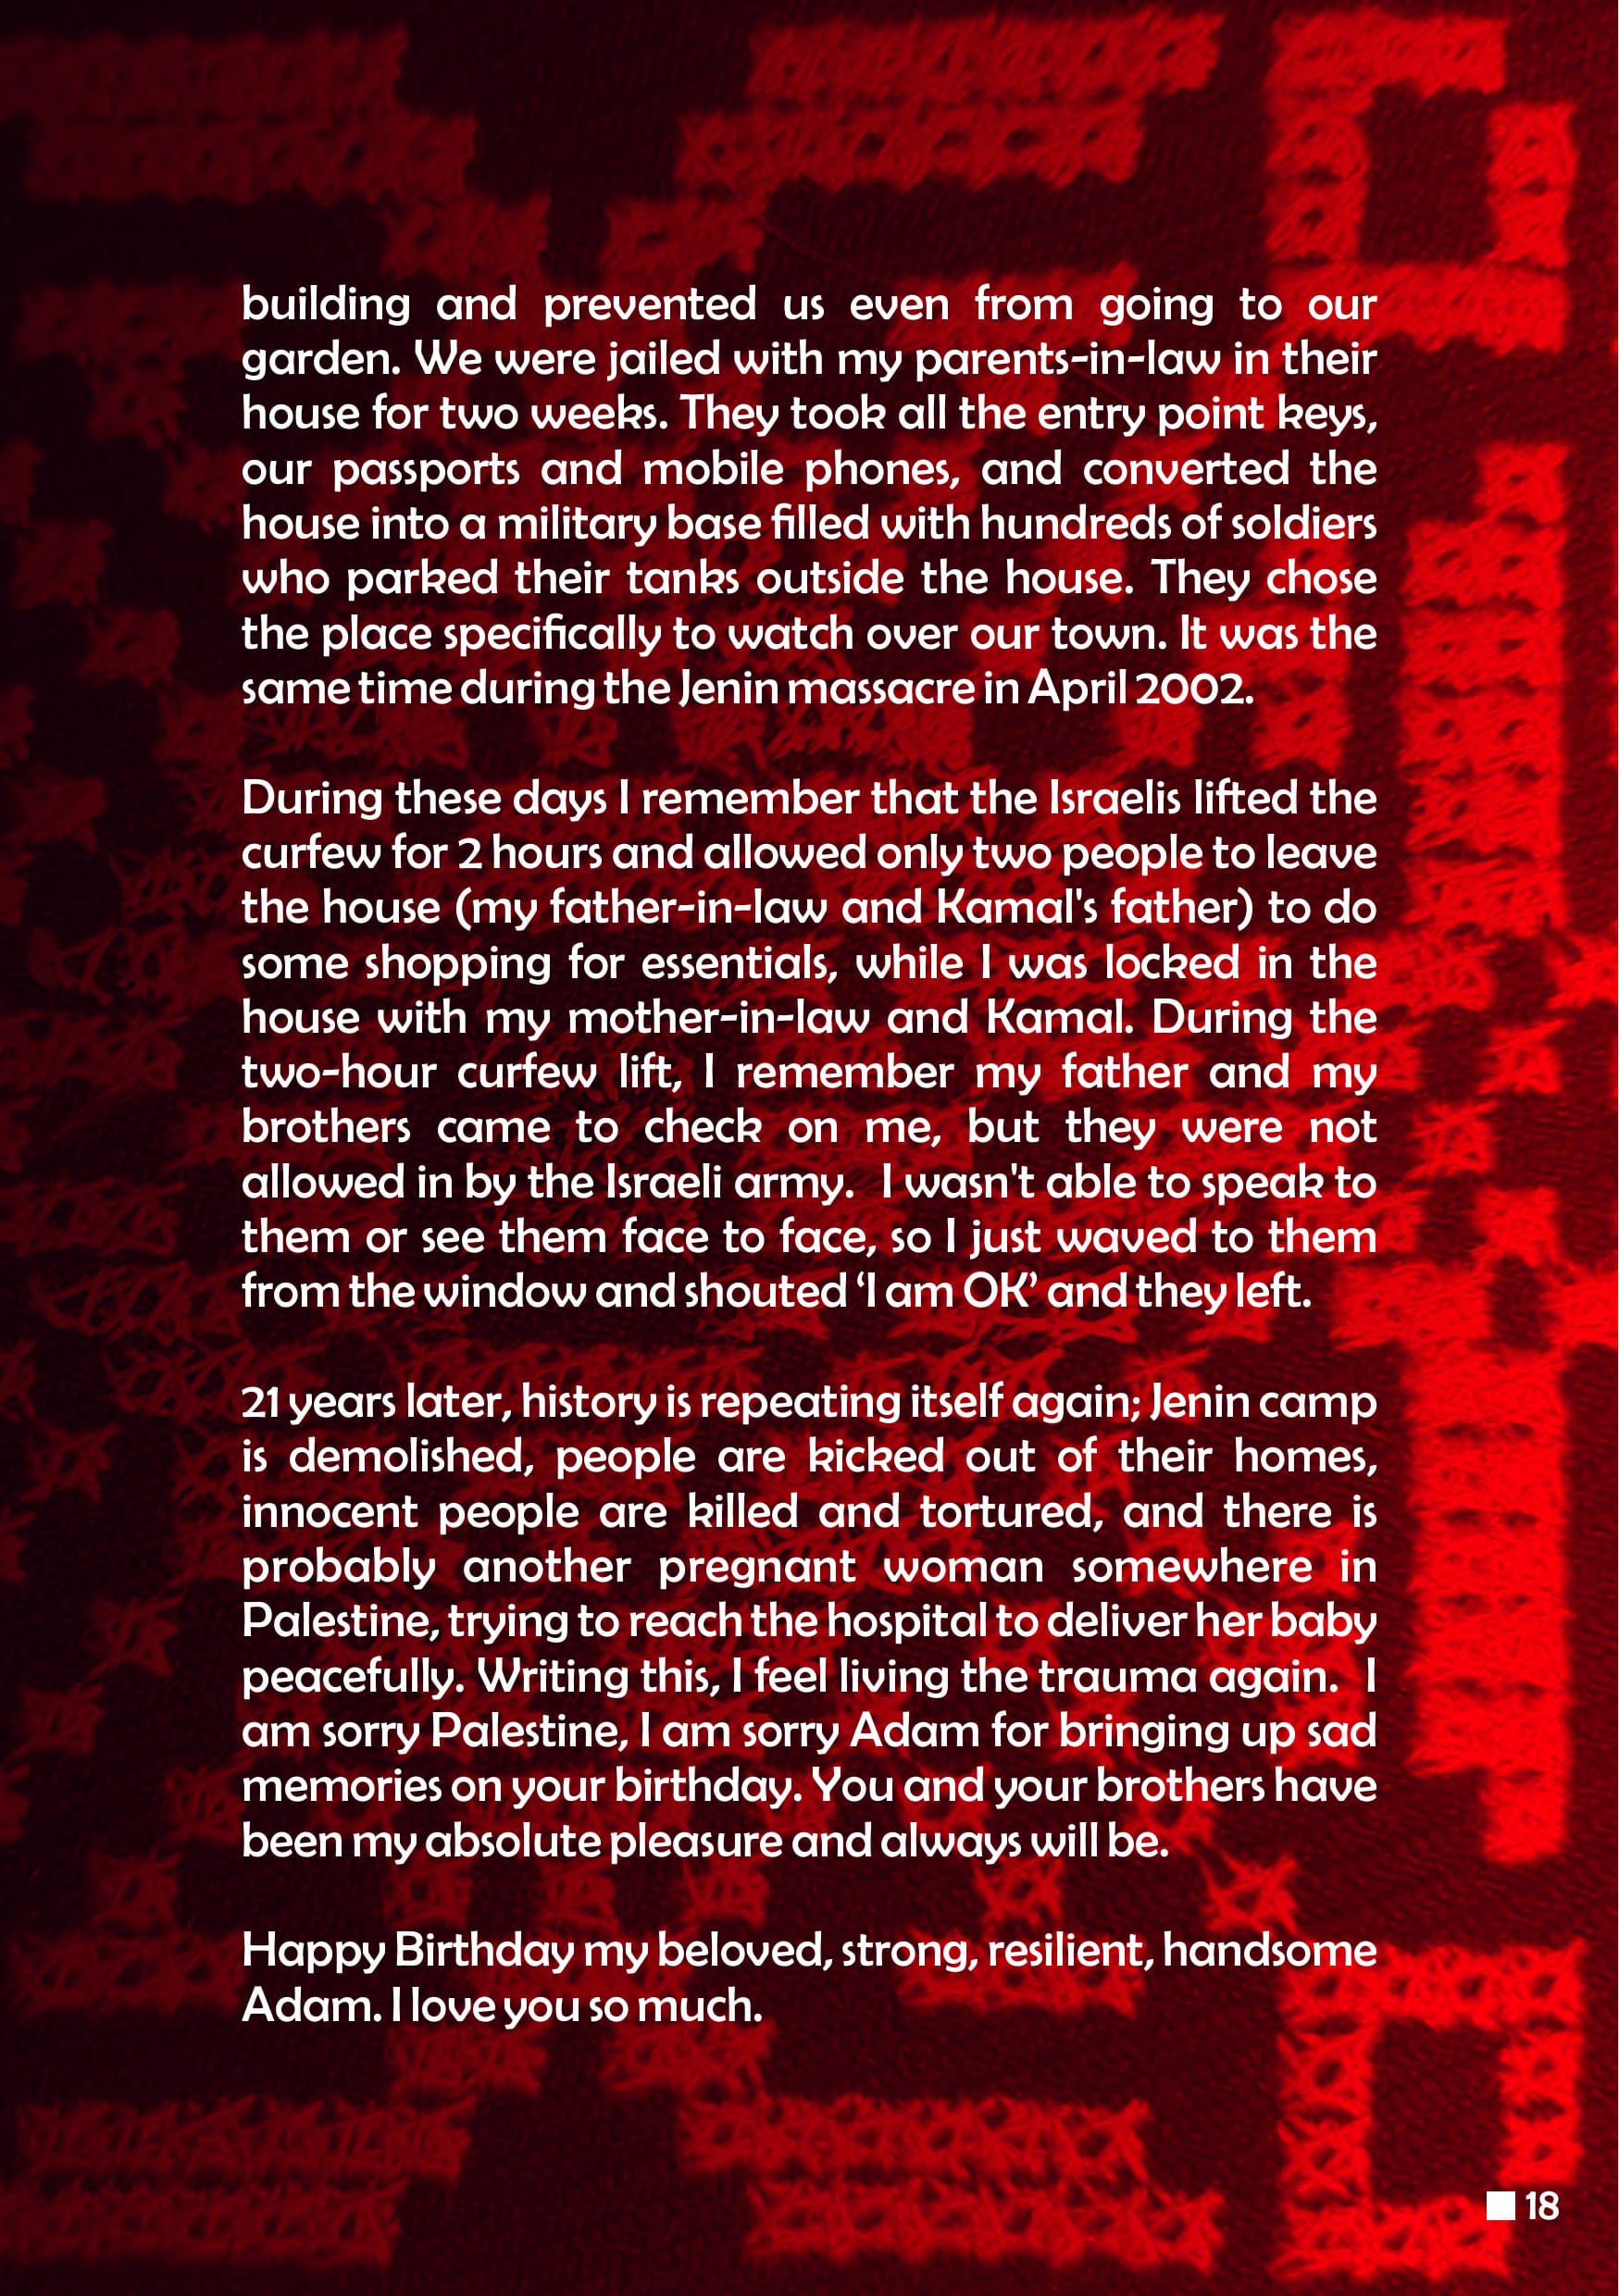 building and prevented us even from going to our
garden. We were jailed with my parents-in-law in their
house for two weeks. They took all the entry point keys,
our passports and mobile phones, and converted the
house into a military base filled with hundreds of soldiers
who parked their tanks outside the house. They chose
the place specifically to watch over our town. It was the
same time during the Jenin massacre in April 2002.
During these days I remember that the Israelis lifted the
curfew for 2 hours and allowed only two people to leave
the house (my father-in-law and Kamal's father) to do
some shopping for essentials, while I was locked in the
house with my mother-in-law and Kamal. During the
two-hour curfew lift, I remember my father and my
brothers came to check on me, but they were not
allowed in by the Israeli army.  I wasn't able to speak to
them or see them face to face, so I just waved to them
from the window and shouted ‘I am OK’ and they left.
21 years later, history is repeating itself again; Jenin camp
is demolished, people are kicked out of their homes,
innocent people are killed and tortured, and there is
probably another pregnant woman somewhere in
Palestine, trying to reach the hospital to deliver her baby
peacefully. Writing this, I feel living the trauma again.  I
am sorry Palestine, I am sorry Adam for bringing up sad
memories on your birthday. You and your brothers have
been my absolute pleasure and always will be.
Happy Birthday my beloved, strong, resilient, handsome
Adam. I love you so much.
18